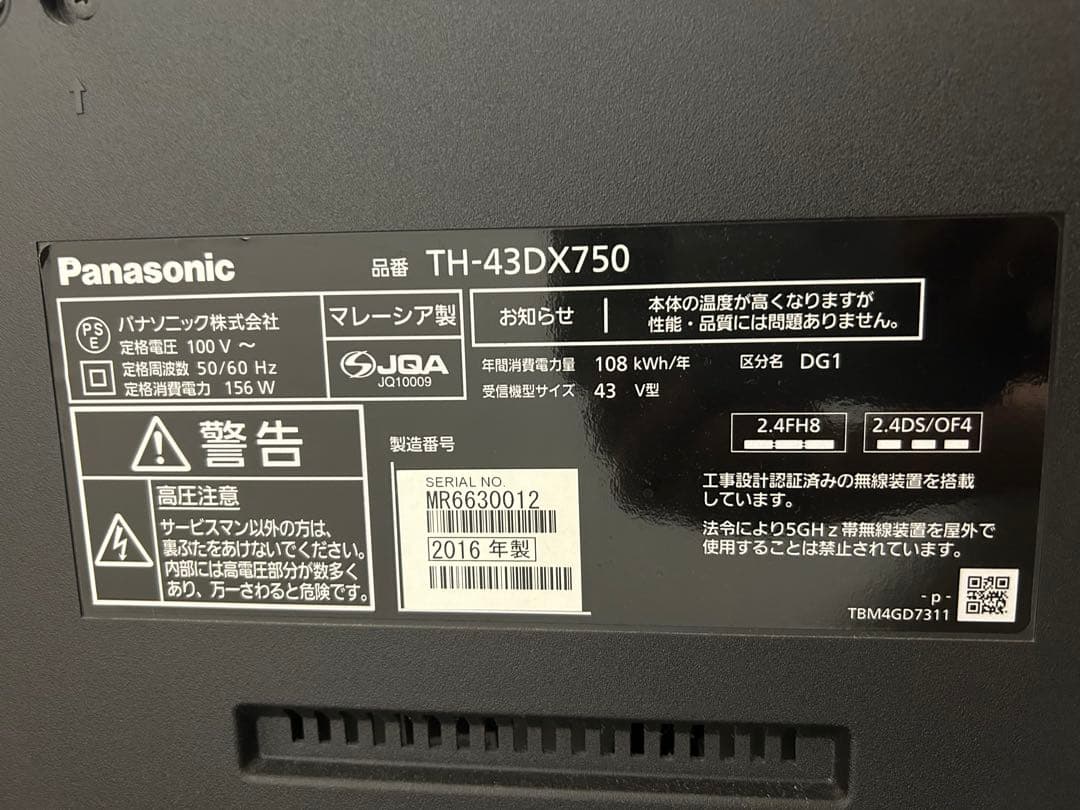 Panasonic
品番 TH-43DX750
PSE
パナソニック株式会社
定格電圧 100 V ～
定格周波数 50/60 Hz
定格消費電力 156 W
マレーシア製
JQA
JQ10009
お知らせ
本体の温度が高くなりますが
性能・品質には問題ありません。
年間消費電力量 108 kWh/年 区分名 DG1
受信機型サイズ 43 V型
2.4FH8
2.4DS/OF4
警告
高圧注意
サービスマン以外の方は、
裏ぶたをあけないでください。
内部には高電圧部分が数多く
あり、万一さわると危険です。
製造番号
SERIAL NO.
MR6630012
2016 年製
工事設計認証済みの無線装置を搭載
しています。
法令により5GHz帯無線装置を屋外で
使用することは禁止されています。
- p -
TBM4GD7311